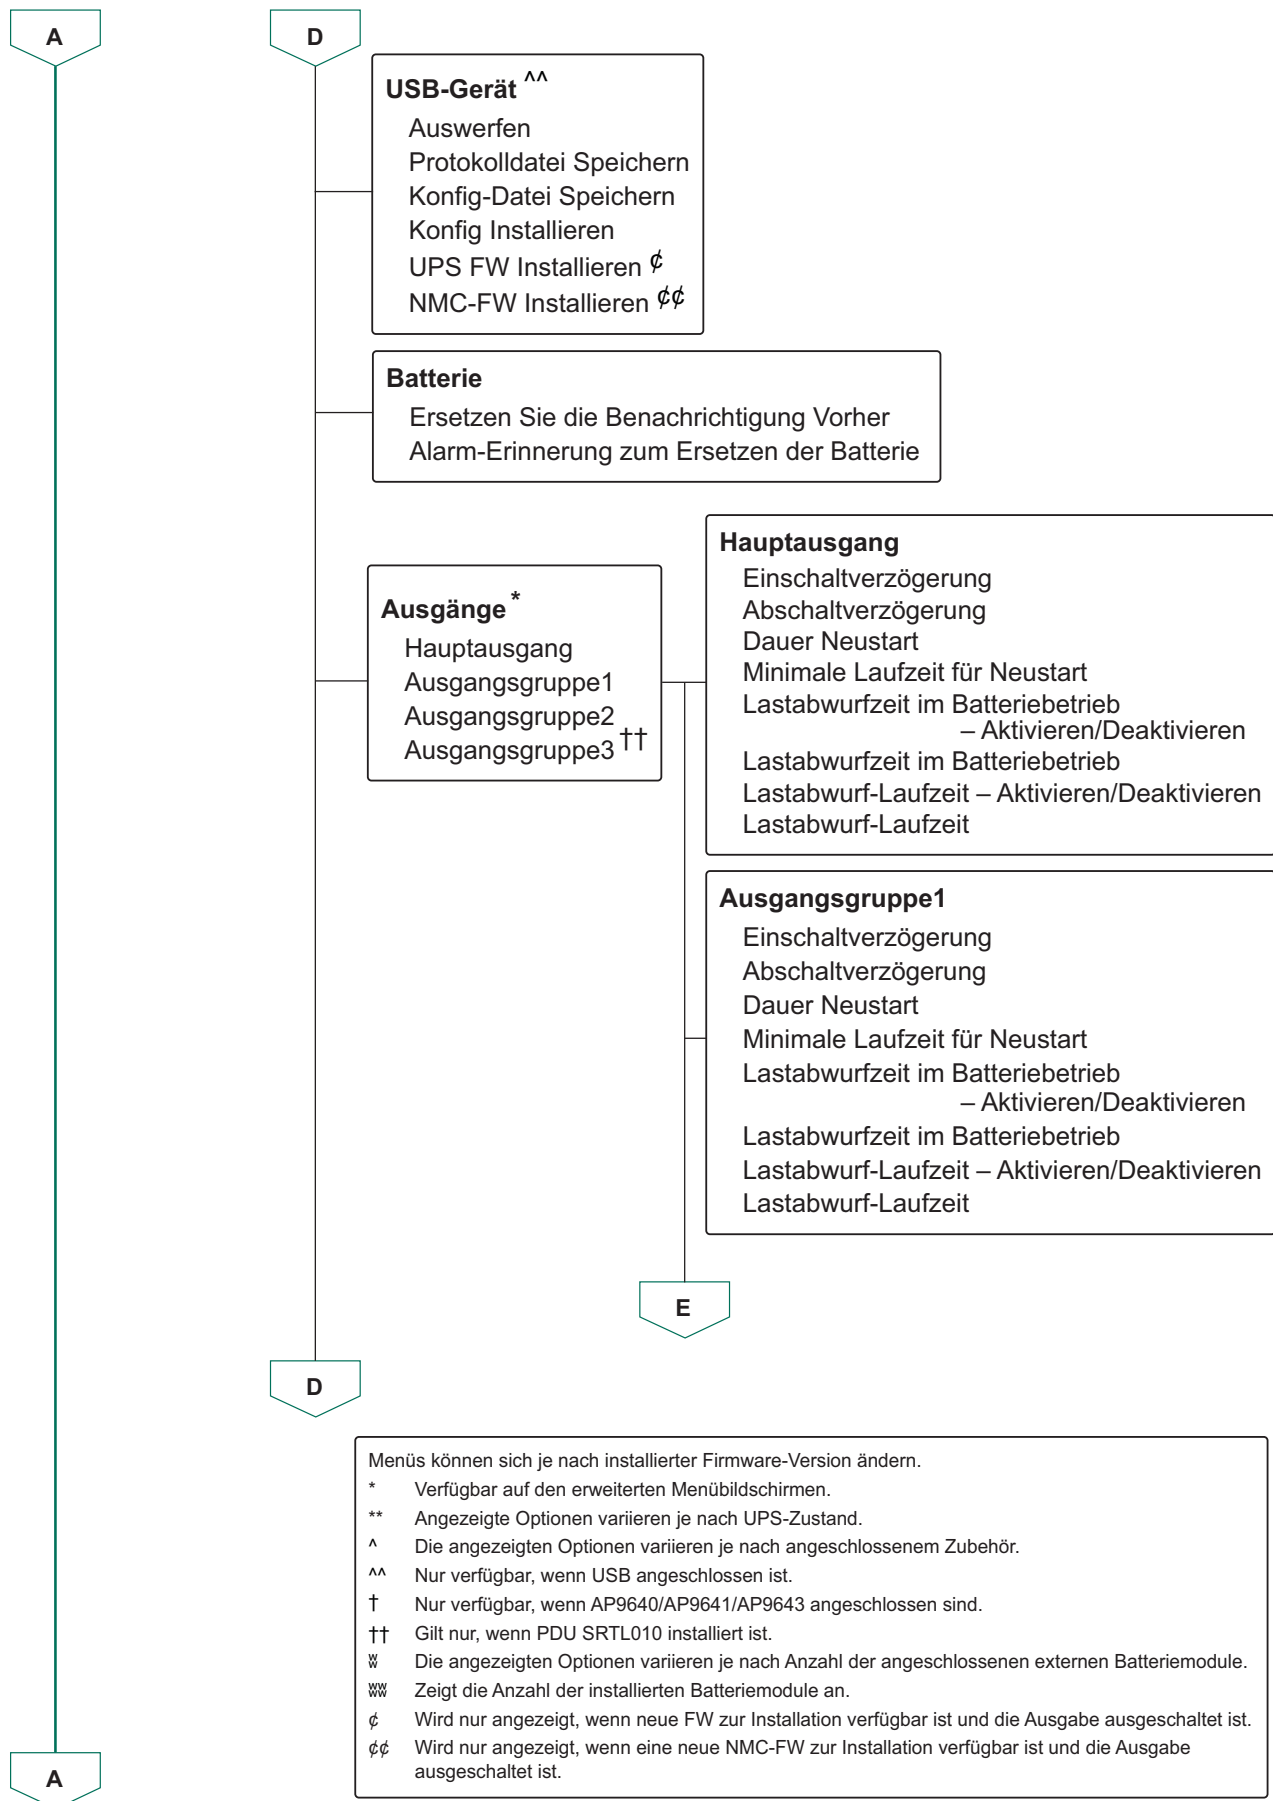 A
D
USB-Gerät ^^
Auswerfen
Protokolldatei Speichern
Konfig-Datei Speichern
Konfig Installieren
UPS FW Installieren ¢
NMC-FW Installieren ¢¢
Batterie
Ersetzen Sie die Benachrichtigung Vorher
Alarm-Erinnerung zum Ersetzen der Batterie
Ausgänge *
Hauptausgang
Ausgangsgruppe1
Ausgangsgruppe2
Ausgangsgruppe3 ††
Hauptausgang
Einschaltverzögerung
Abschaltverzögerung
Dauer Neustart
Minimale Laufzeit für Neustart
Lastabwurfzeit im Batteriebetrieb
– Aktivieren/Deaktivieren
Lastabwurfzeit im Batteriebetrieb
Lastabwurf-Laufzeit – Aktivieren/Deaktivieren
Lastabwurf-Laufzeit
Ausgangsgruppe1
Einschaltverzögerung
Abschaltverzögerung
Dauer Neustart
Minimale Laufzeit für Neustart
Lastabwurfzeit im Batteriebetrieb
– Aktivieren/Deaktivieren
Lastabwurfzeit im Batteriebetrieb
Lastabwurf-Laufzeit – Aktivieren/Deaktivieren
Lastabwurf-Laufzeit
E
D
Menüs können sich je nach installierter Firmware-Version ändern.
* Verfügbar auf den erweiterten Menübildschirmen.
** Angezeigte Optionen variieren je nach UPS-Zustand.
^ Die angezeigten Optionen variieren je nach angeschlossenem Zubehör.
^^ Nur verfügbar, wenn USB angeschlossen ist.
† Nur verfügbar, wenn AP9640/AP9641/AP9643 angeschlossen sind.
†† Gilt nur, wenn PDU SRTL010 installiert ist.
Die angezeigten Optionen variieren je nach Anzahl der angeschlossenen externen Batteriemodule.
Zeigt die Anzahl der installierten Batteriemodule an.
¢ Wird nur angezeigt, wenn neue FW zur Installation verfügbar ist und die Ausgabe ausgeschaltet ist.
¢¢ Wird nur angezeigt, wenn eine neue NMC-FW zur Installation verfügbar ist und die Ausgabe
ausgeschaltet ist.
A